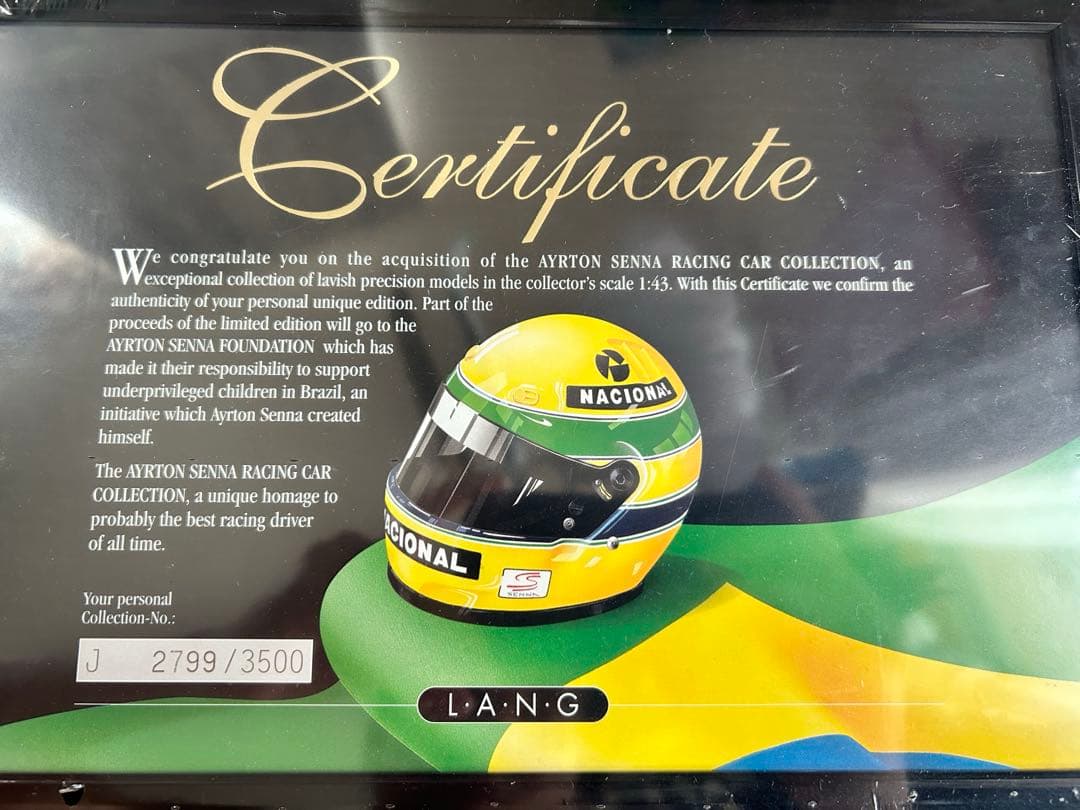 Certificate
We congratulate you on the acquisition of the AYRTON SENNA RACING CAR COLLECTION, an
exceptional collection of lavish precision models in the collector's scale 1:43. With this Certificate we confirm the
authenticity of your personal unique edition. Part of the
proceeds of the limited edition will go to the
AYRTON SENNA FOUNDATION which has
made it their responsibility to support
underprivileged children in Brazil, an
initiative which Ayrton Senna created
himself.
The AYRTON SENNA RACING CAR
COLLECTION, a unique homage to
probably the best racing driver
of all time.
NACIONAL
ACIONAL
S
SENNA
Your personal
Collection-No.:
J 2799/3500
L·A·N·G